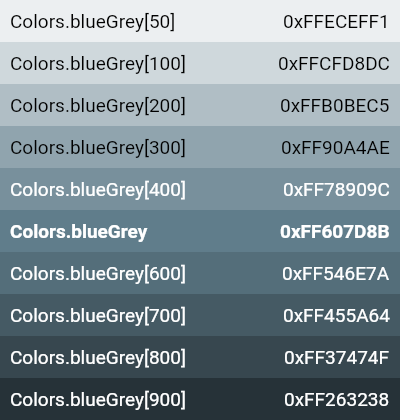 Colors.blueGrey[50] 0xFFECEFF1
Colors.blueGrey[100] 0xFFCFD8DC
Colors.blueGrey[200] 0xFFB0BEC5
Colors.blueGrey[300] 0xFF90A4AE
Colors.blueGrey[400] 0xFF78909C
Colors.blueGrey 0xFF607D8B
Colors.blueGrey[600] 0xFF546E7A
Colors.blueGrey[700] 0xFF455A64
Colors.blueGrey[800] 0xFF37474F
Colors.blueGrey[900] 0xFF263238